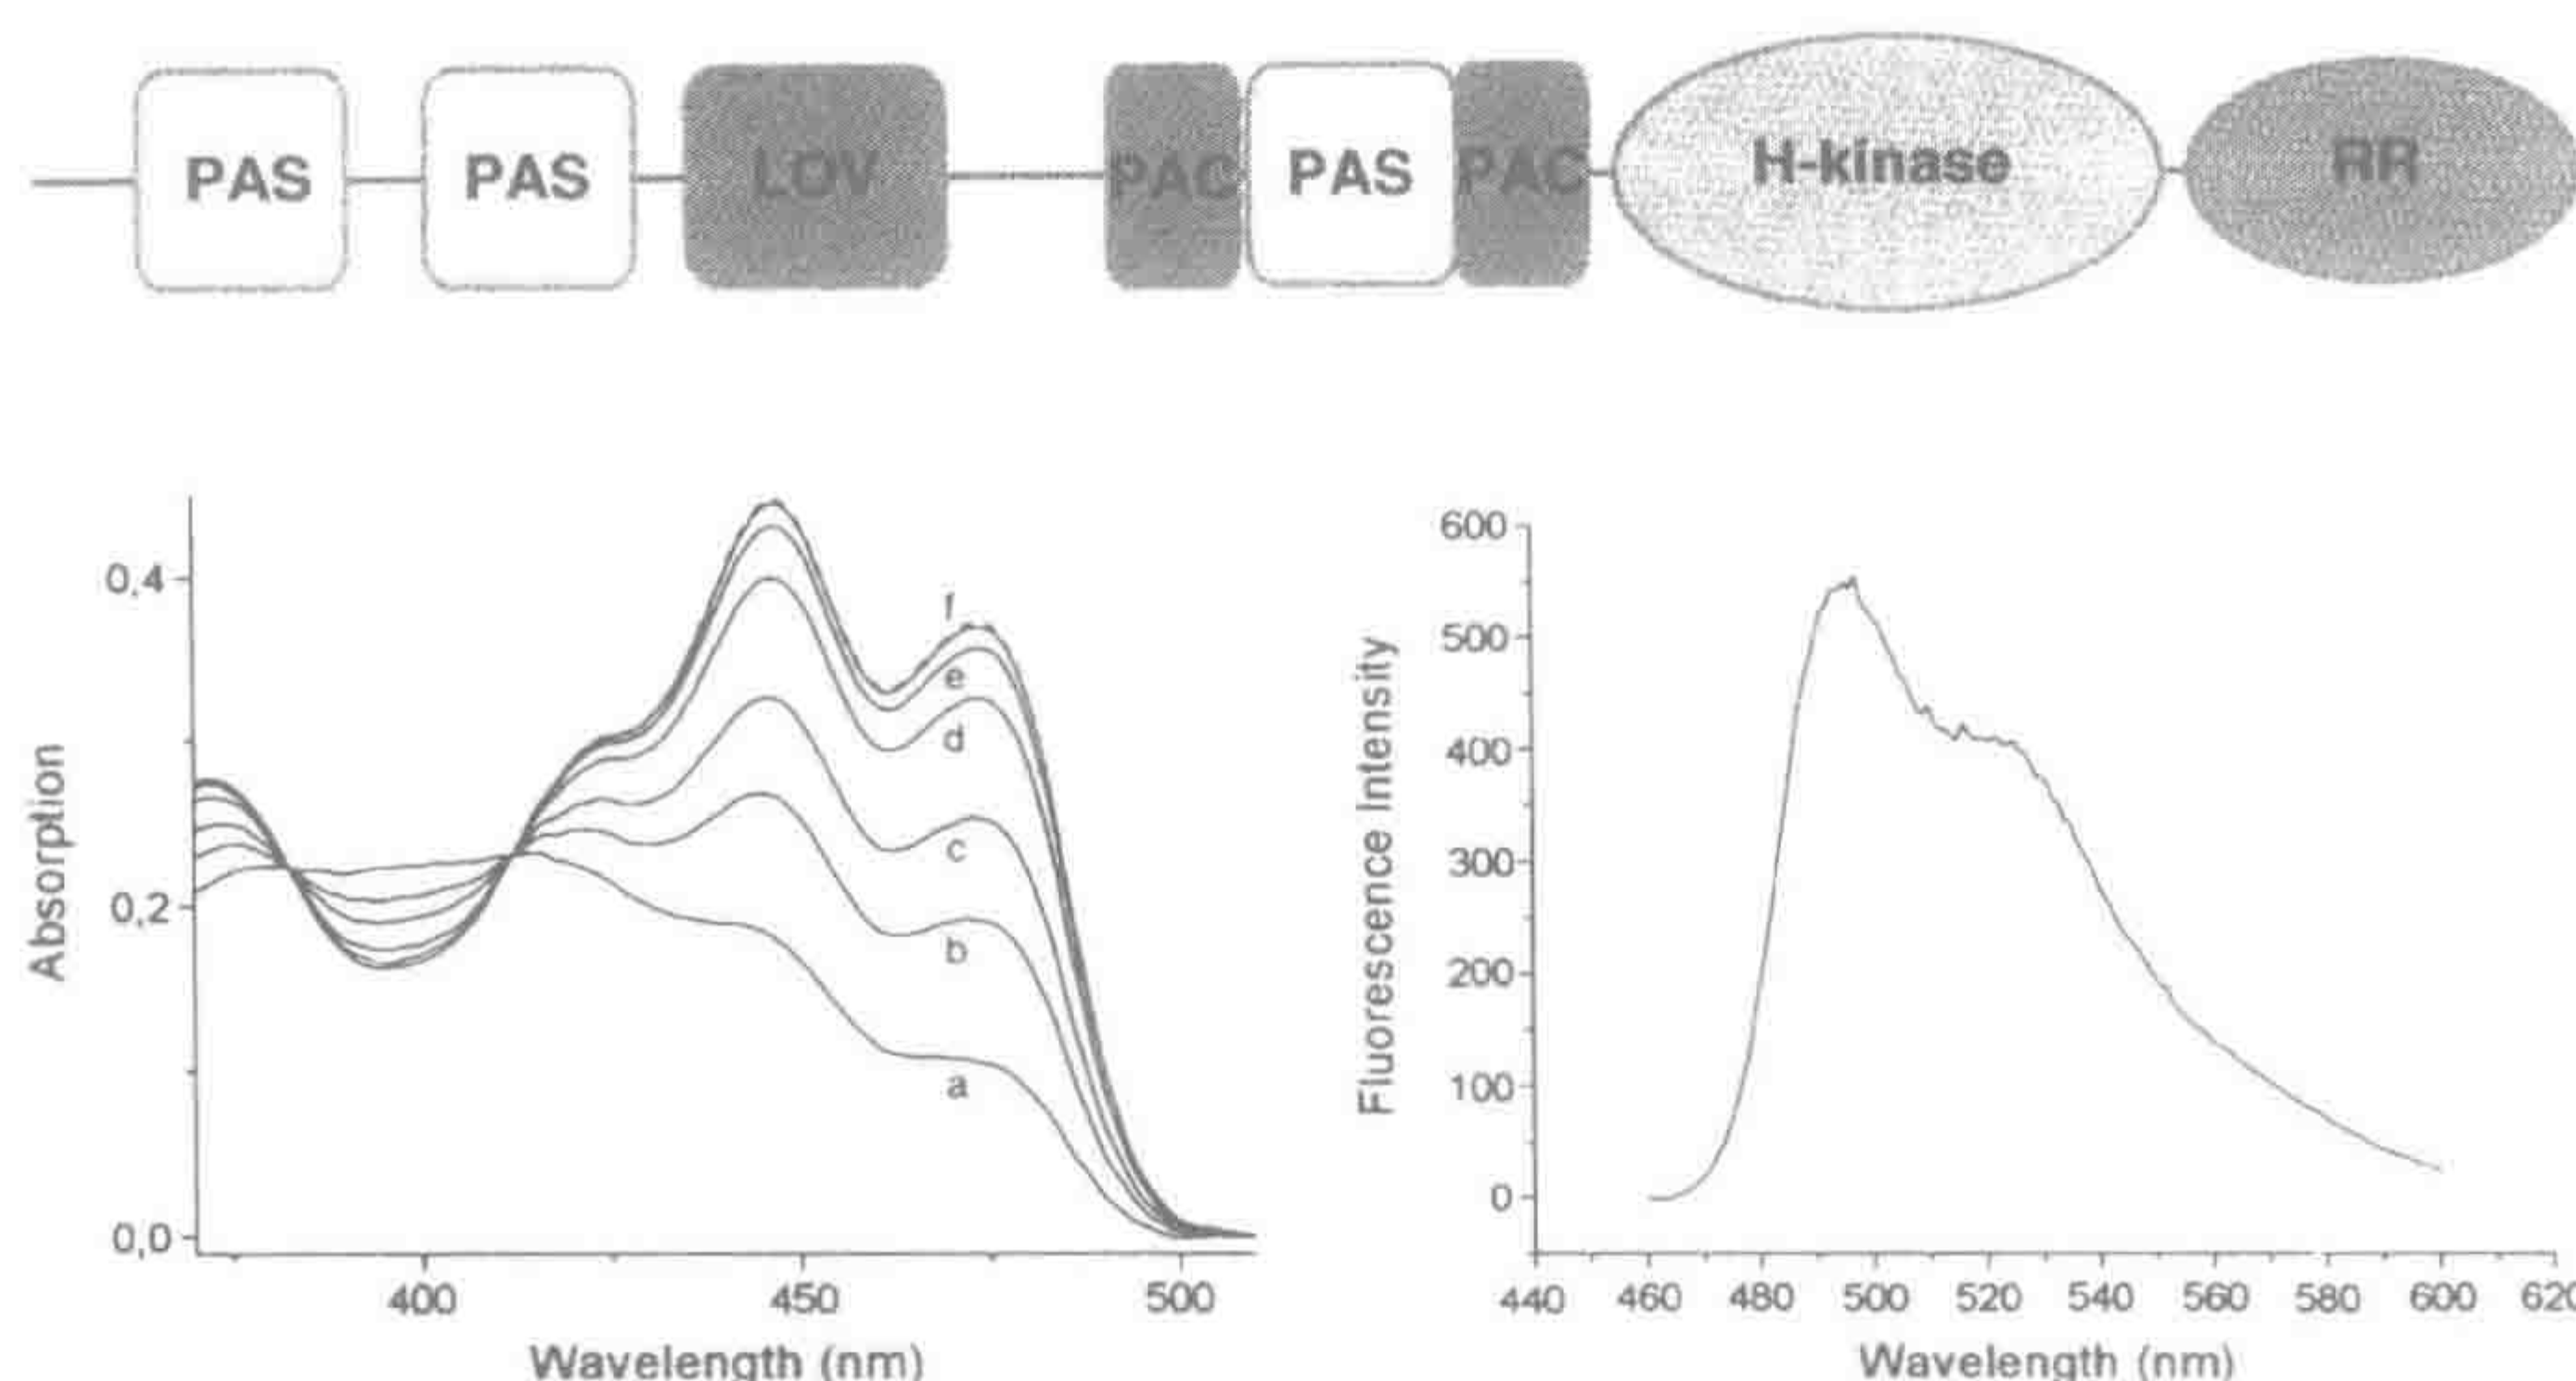 PAS PAS LOV PAC PAS PAC H-kinase RR
0,4
0,2
0,0
f
e
d
c
b
a
Absorption
400 450 500
Wavelength (nm)
600
500
400
300
200
100
0
Fluorescence Intensity
440 460 480 500 520 540 560 580 600 620
Wavelength (nm)